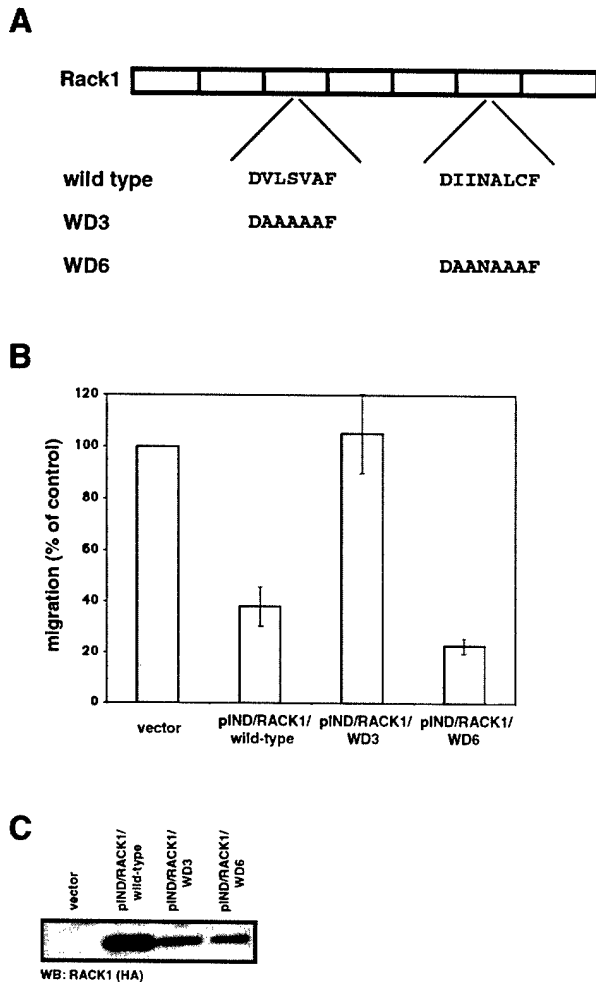 A
Rack1
wild type DVLSVAF DIINALCF
WD3 DAAAAAF
WD6 DAANAAAF
B
migration (% of control)
120
100
80
60
40
20
0
vector
pIND/RACK1/
wild-type
pIND/RACK1/
WD3
pIND/RACK1/
WD6
C
vector
pIND/RACK1/
wild-type
pIND/RACK1/
WD3
pIND/RACK1/
WD6
WB: RACK1 (HA)